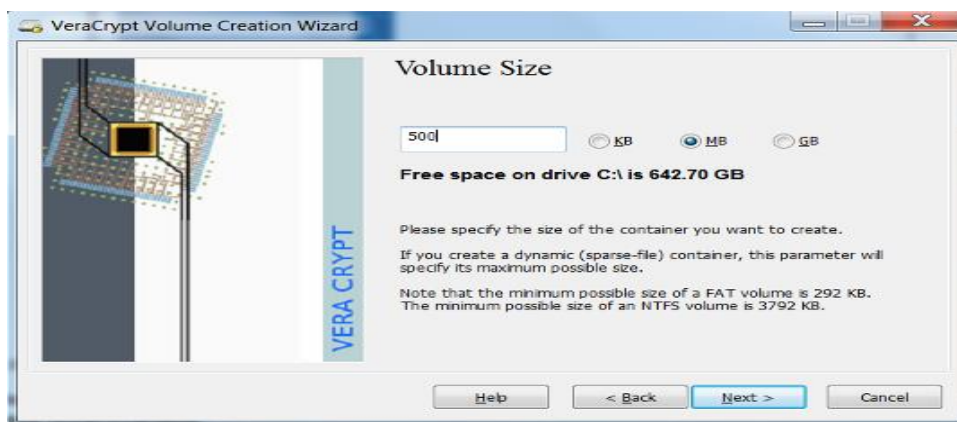 VeraCrypt Volume Creation Wizard
Volume Size
500
KB
MB
GB
Free space on drive C:\ is 642.70 GB
Please specify the size of the container you want to create.
If you create a dynamic (sparse-file) container, this parameter will
specify its maximum possible size.
Note that the minimum possible size of a FAT volume is 292 KB.
The minimum possible size of an NTFS volume is 3792 KB.
VERA CRYPT
Help
< Back
Next >
Cancel